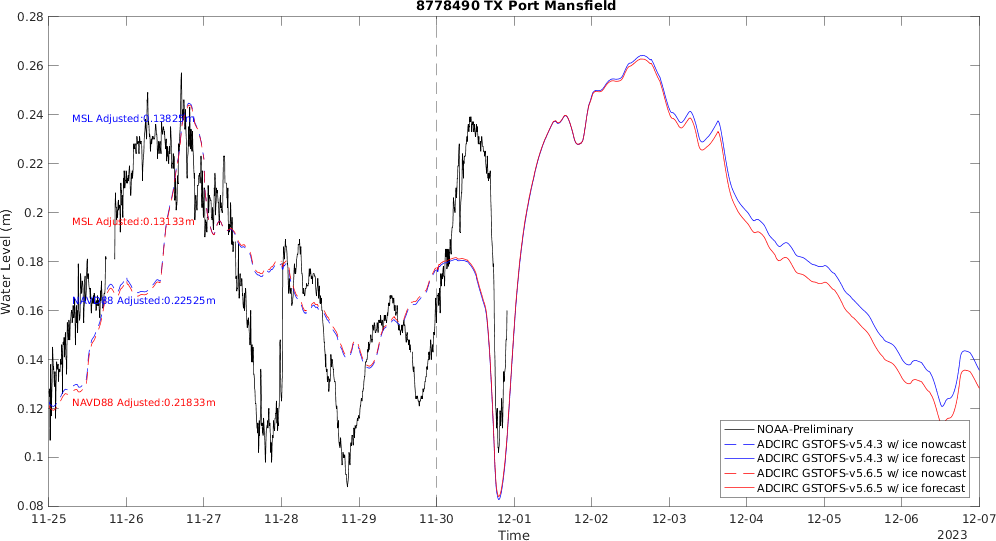 8778490 TX Port Mansfield
0.28
0.26
0.24
0.22
0.2
0.18
0.16
0.14
0.12
0.1
0.08
Water Level (m)
MSL Adjusted:0.13825m
MSL Adjusted:0.13133m
NAVD88 Adjusted:0.22525m
NAVD88 Adjusted:0.21833m
NOAA-Preliminary
ADCIRC GSTOFS-v5.4.3 w/ ice nowcast
ADCIRC GSTOFS-v5.4.3 w/ ice forecast
ADCIRC GSTOFS-v5.6.5 w/ ice nowcast
ADCIRC GSTOFS-v5.6.5 w/ ice forecast
11-25 11-26 11-27 11-28 11-29 11-30 12-01 12-02 12-03 12-04 12-05 12-06 12-07
Time
2023